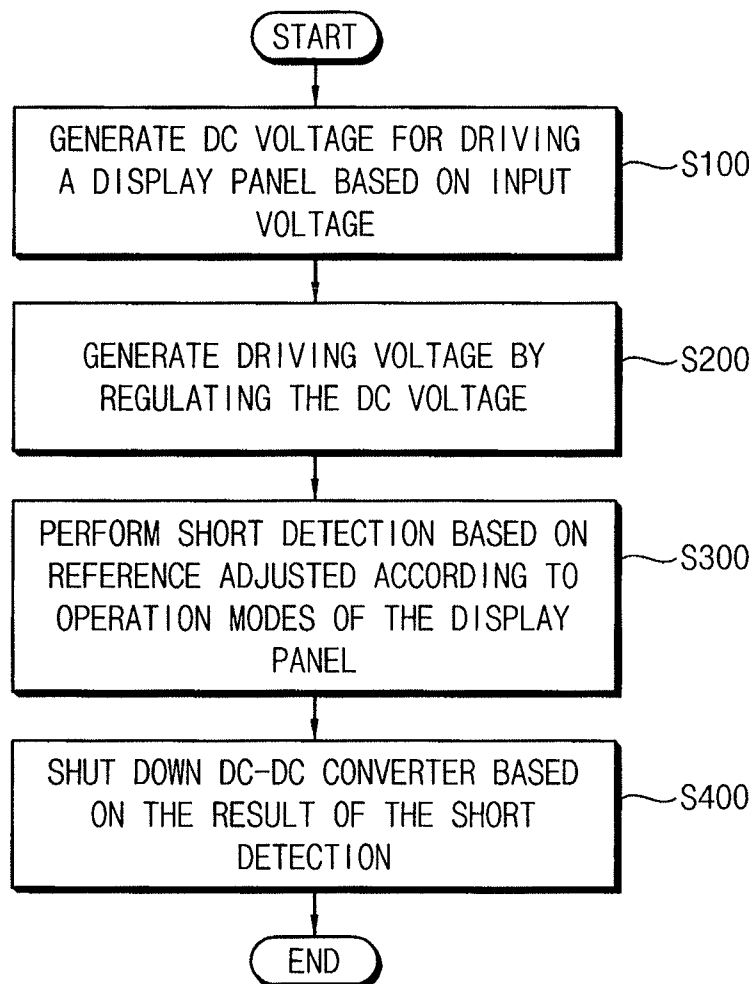 START
GENERATE DC VOLTAGE FOR DRIVING
A DISPLAY PANEL BASED ON INPUT
VOLTAGE
S100
GENERATE DRIVING VOLTAGE BY
REGULATING THE DC VOLTAGE
S200
PERFORM SHORT DETECTION BASED ON
REFERENCE ADJUSTED ACCORDING TO
OPERATION MODES OF THE DISPLAY
PANEL
S300
SHUT DOWN DC-DC CONVERTER BASED
ON THE RESULT OF THE SHORT
DETECTION
S400
END